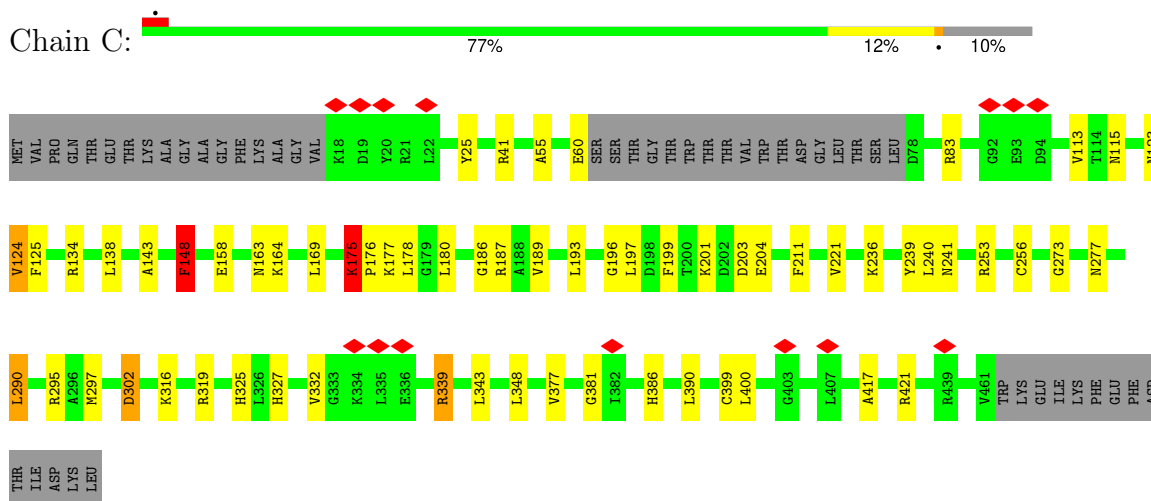 Chain C:
77% 12% • 10%
MET VAL PRO GLN THR GLU THR LYS ALA GLY ALA GLY PHE LYS ALA GLY VAL K18 D19 Y20 R21 L22 Y25 R41 A55 E60 SER SER THR GLY THR TRP THR THR VAL TRP THR ASP GLY LEU THR SER LEU D78 R83 G92 E93 D94 V113 T114 N115
V124 F125 R134 L138 A143 F148 E158 N163 K164 L169 K175 P176 K177 L178 G179 L180 G186 R187 A188 V189 L193 G196 L197 D198 F199 T200 K201 D202 D203 E204 F211 V221 K236 Y239 L240 N241 R253 C256 G273 N277
L290 R295 A296 M297 D302 K316 R319 H325 L326 H327 V332 G333 K334 L335 E336 R339 L343 L348 V377 G381 I382 H386 L390 C399 L400 G403 L407 A417 R421 R439 V461 TRP LYS GLU ILE LYS PHE GLU PHE
THR ILE ASP LYS LEU